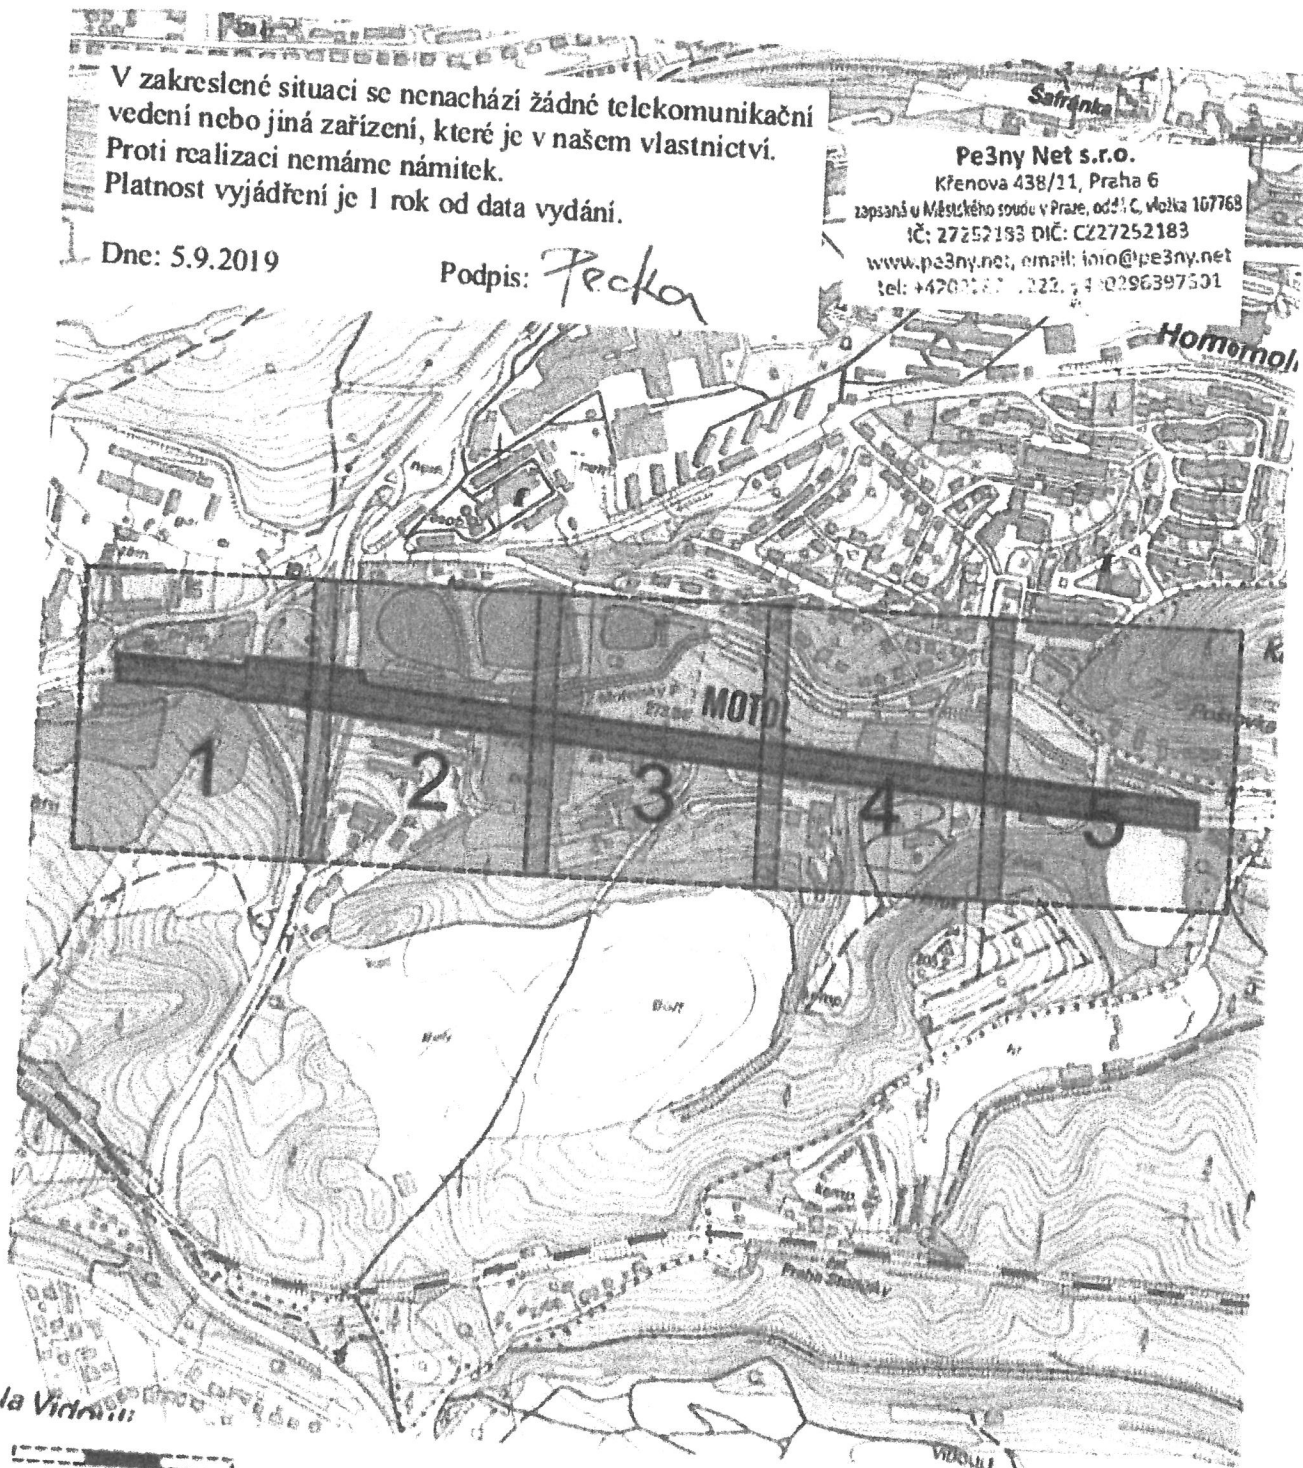 V zakreslené situaci se nenachází žádné telekomunikační
vedení nebo jiná zařízení, které je v našem vlastnictví.
Proti realizaci nemáme námitek.
Platnost vyjádření je 1 rok od data vydání.
Dne: 5.9.2019
Podpis: Pecka
Šafránka
Pe3ny Net s.r.o.
Křenova 438/11, Praha 6
zapsaná u Městského soudu v Praze, oddíl C, vložka 107768
IČ: 27252183 DIČ: CZ27252183
www.pe3ny.net, email: info@pe3ny.net
tel:
Homomol
MOTOL
1
2
3
4
5